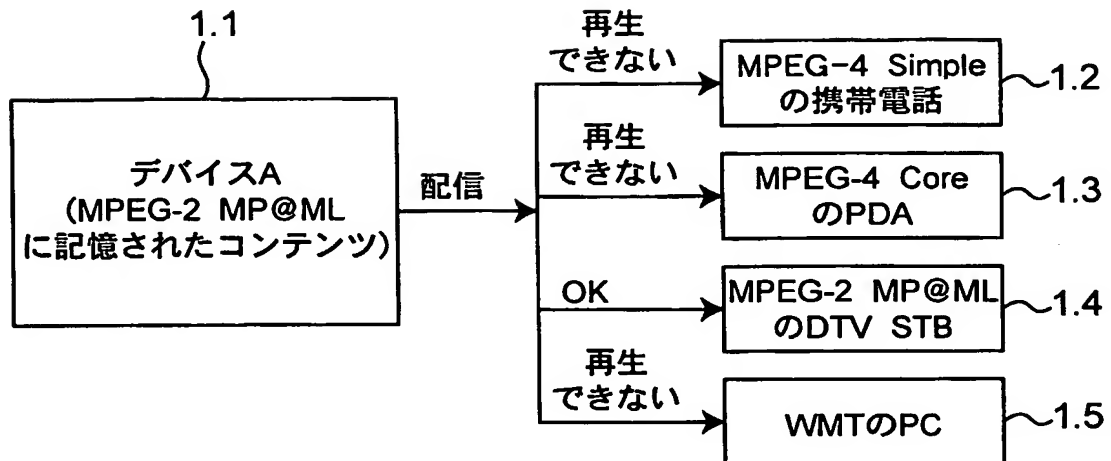 1.1
デバイスA
(MPEG-2 MP@ML
に記憶されたコンテンツ)
配信
再生
できない
MPEG-4 Simple
の携帯電話
1.2
再生
できない
MPEG-4 Core
のPDA
1.3
OK
MPEG-2 MP@ML
のDTV STB
1.4
再生
できない
WMTのPC
1.5